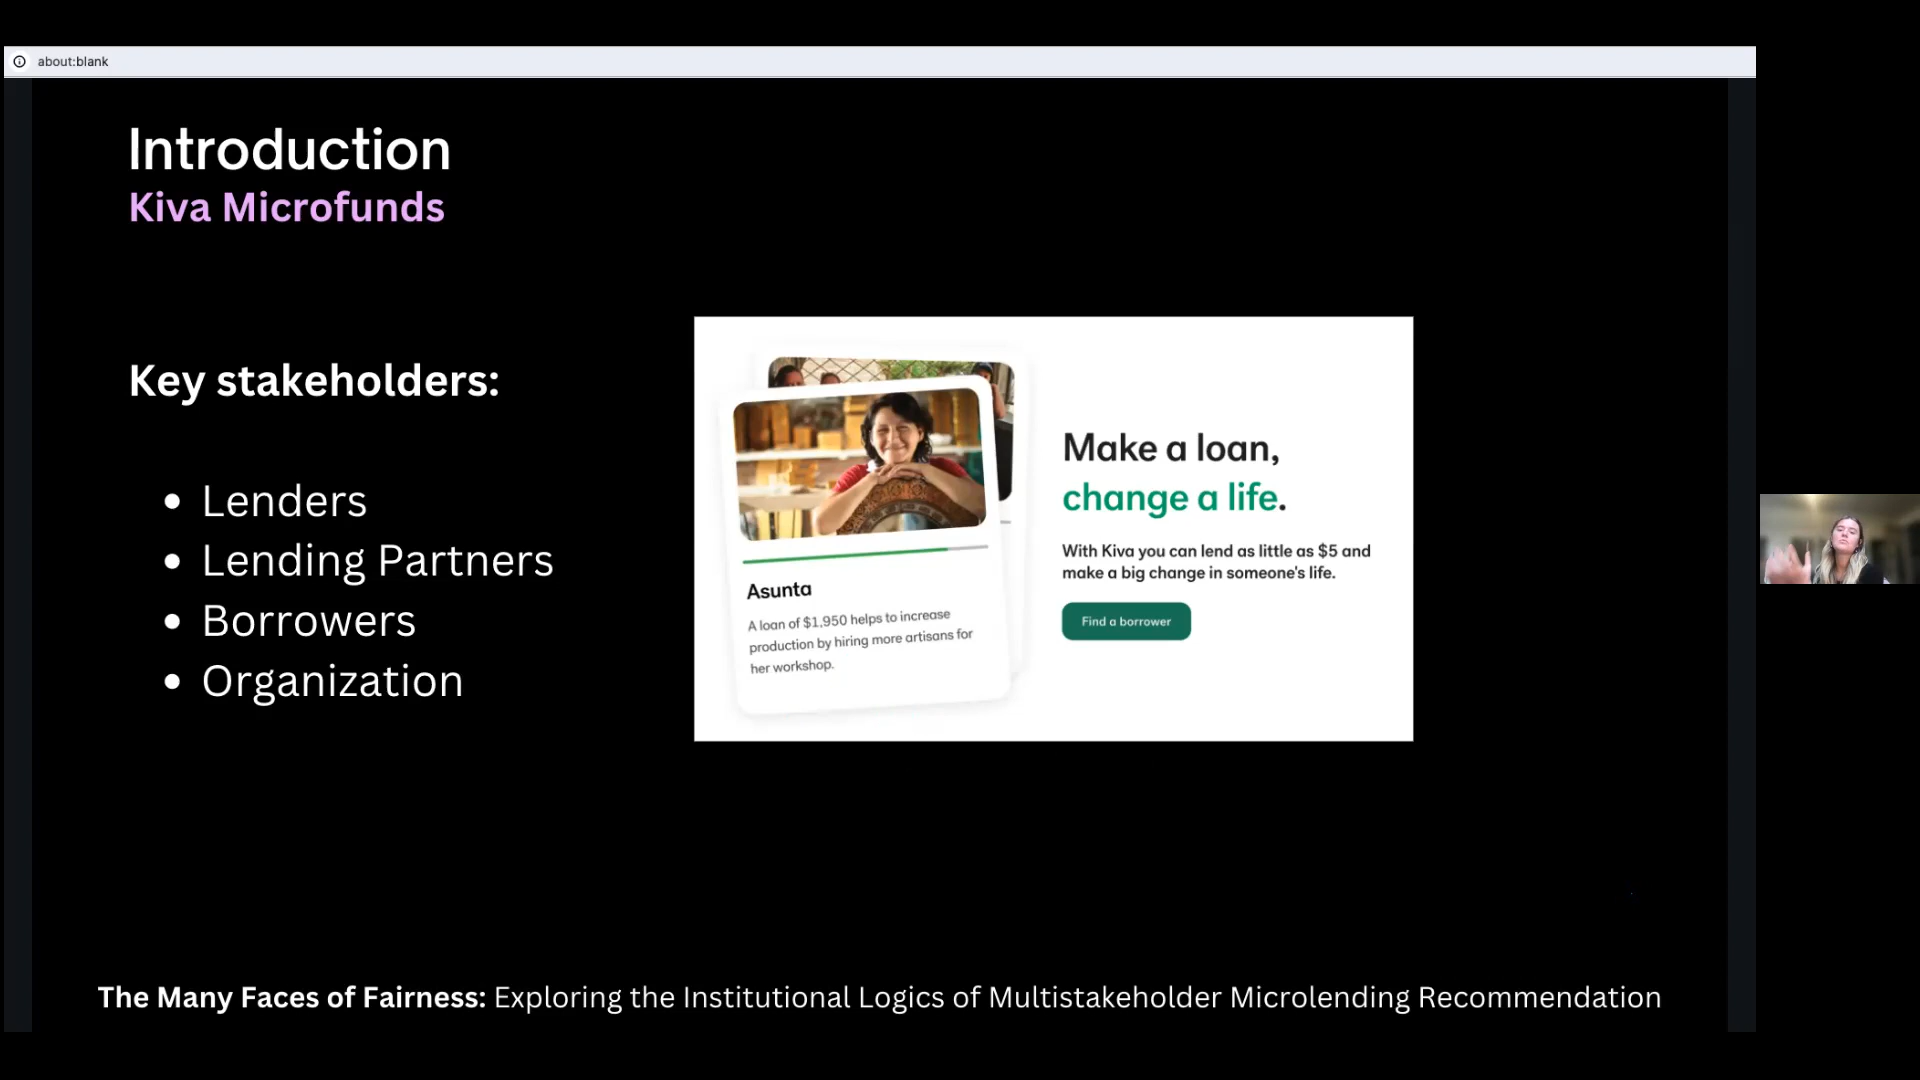 about:blank
Introduction
Kiva Microfunds
Key stakeholders:
• Lenders
• Lending Partners
• Borrowers
• Organization
Asunta
A loan of $1,950 helps to increase
production by hiring more artisans for
her workshop.
Make a loan,
change a life.
With Kiva you can lend as little as $5 and
make a big change in someone's life.
Find a borrower
The Many Faces of Fairness: Exploring the Institutional Logics of Multistakeholder Microlending Recommendation